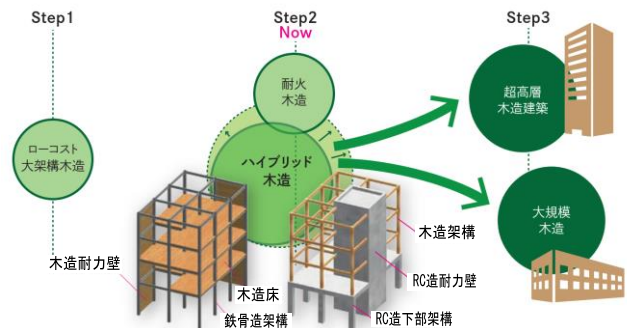 Step1
Step2
Now
Step3
ローコスト
大架構木造
耐火
木造
ハイブリッド
木造
超高層
木造建築
大規模
木造
木造耐力壁
木造床
鉄骨造架構
木造架構
RC造耐力壁
RC造下部架構